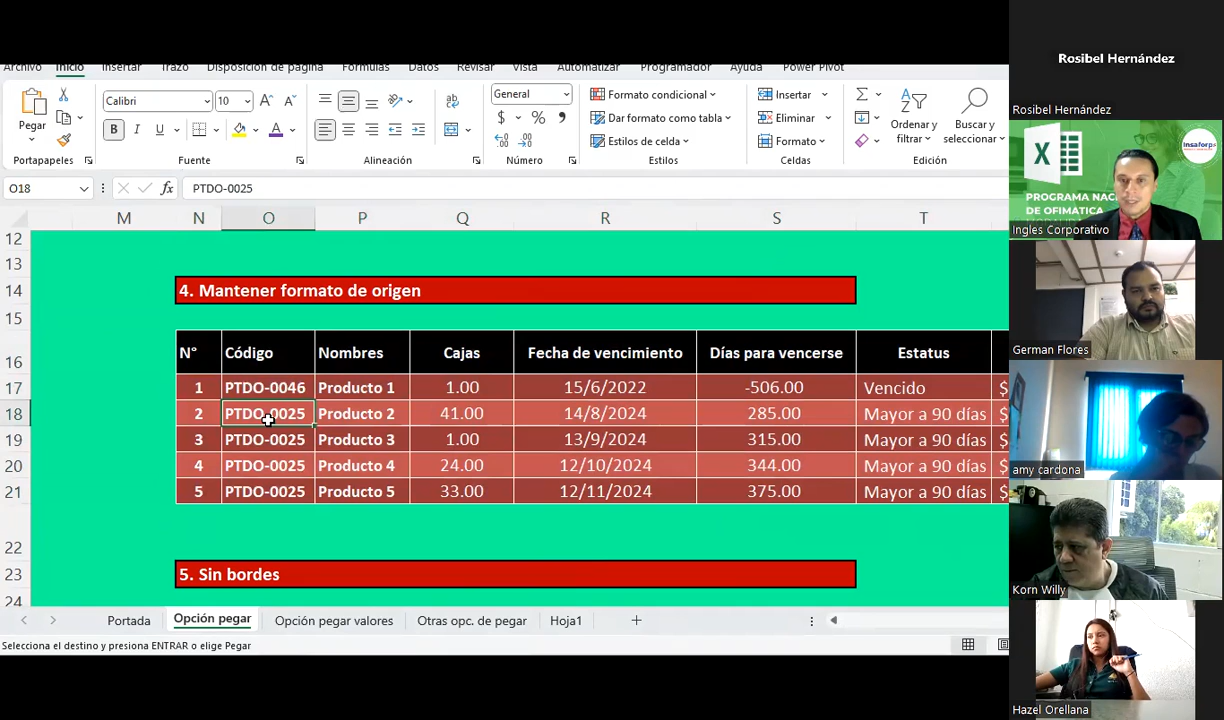 Archivo Inicio Insertar Trazo Disposición de página Fórmulas Datos Revisar Vista Automatizar Programador Ayuda Power Pivot
Pegar
Calibri 10
N K S
General
$ % ,
Formato condicional
Dar formato como tabla
Estilos de celda
Insertar
Eliminar
Formato
Ordenar y filtrar
Buscar y seleccionar
Portapapeles Fuente Alineación Número Estilos Celdas Edición
O18 fx PTDO-0025
M N O P Q R S T
12
13
14 4. Mantener formato de origen
15
16 N° Código Nombres Cajas Fecha de vencimiento Días para vencerse Estatus
17 1 PTDO-0046 Producto 1 1.00 15/6/2022 -506.00 Vencido $
18 2 PTDO-0025 Producto 2 41.00 14/8/2024 285.00 Mayor a 90 días $
19 3 PTDO-0025 Producto 3 1.00 13/9/2024 315.00 Mayor a 90 días $
20 4 PTDO-0025 Producto 4 24.00 12/10/2024 344.00 Mayor a 90 días $
21 5 PTDO-0025 Producto 5 33.00 12/11/2024 375.00 Mayor a 90 días $
22
23 5. Sin bordes
24
Portada Opción pegar Opción pegar valores Otras opc. de pegar Hoja1
Selecciona el destino y presiona ENTRAR o elige Pegar
Rosibel Hernández
Rosibel Hernández
X
insaforp
PROGRAMA NAC
DE OFIMATICA
Ingles Corporativo
German Flores
amy cardona
Korn Willy
Hazel Orellana